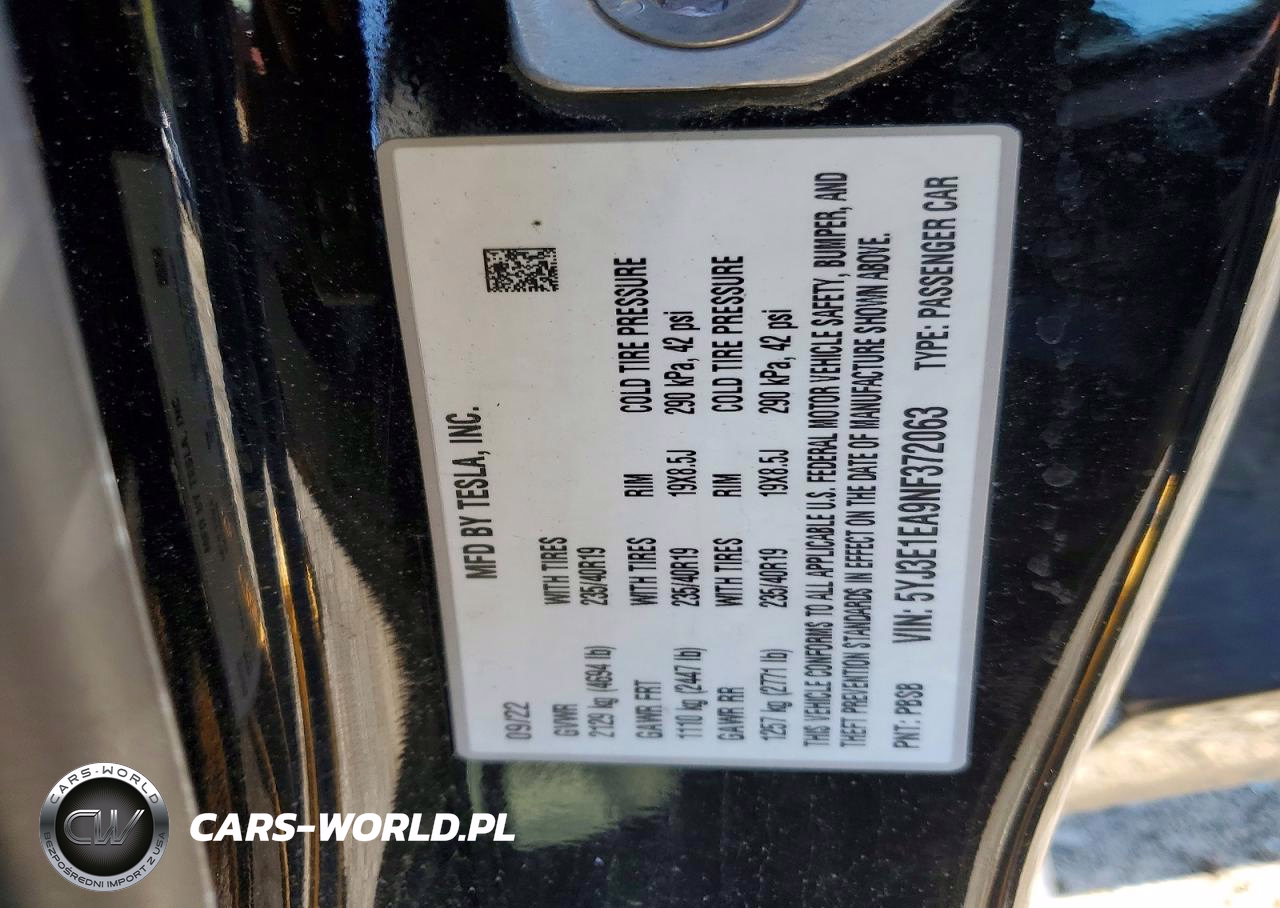 MFD BY TESLA, INC.
09/22
GVWR WITH TIRES
2129 kg (4694 lb) 235/40R19
GAWR FRT WITH TIRES RIM COLD TIRE PRESSURE
1110 kg (2447 lb) 235/40R19 19X8.5J 290 kPa, 42 psi
GAWR RR WITH TIRES RIM COLD TIRE PRESSURE
1257 kg (2771 lb) 235/40R19 19X8.5J 290 kPa, 42 psi
THIS VEHICLE CONFORMS TO ALL APPLICABLE U.S. FEDERAL MOTOR VEHICLE SAFETY, BUMPER, AND
THEFT PREVENTION STANDARDS IN EFFECT ON THE DATE OF MANUFACTURE SHOWN ABOVE.
PNT: PBSB VIN: 5YJ3E1EA9NF372063 TYPE: PASSENGER CAR
CARS-WORLD
CW
BEZPOŚREDNI IMPORT Z USA
CARS-WORLD.PL